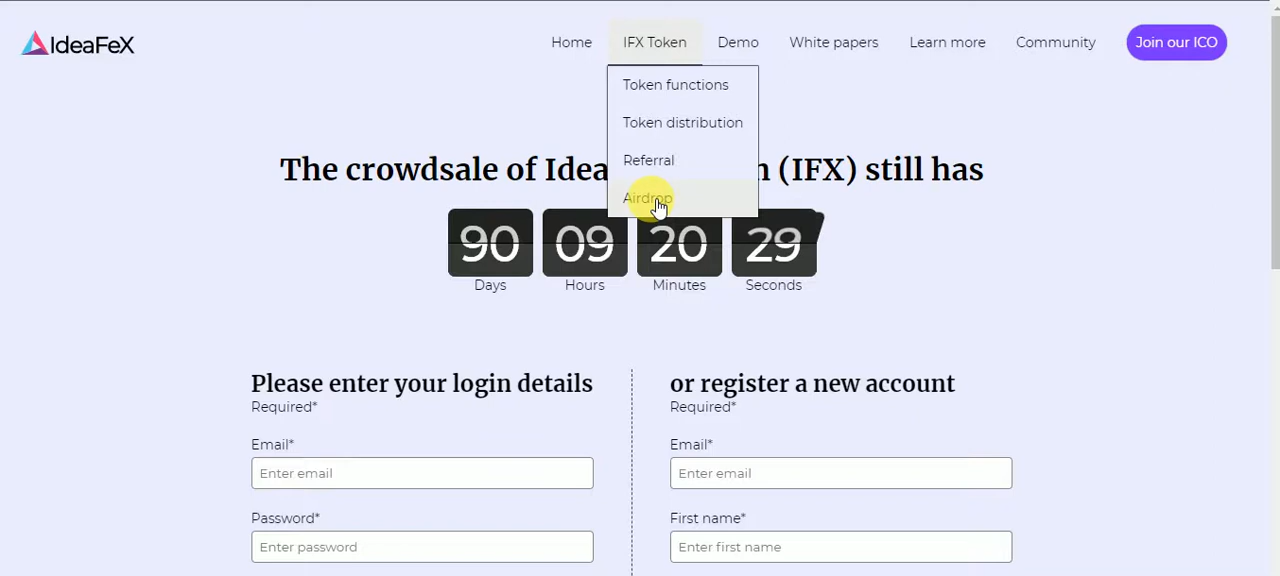 IdeaFeX
Home IFX Token Demo White papers Learn more Community Join our ICO
Token functions
Token distribution
Referral
Airdrop
The crowdsale of Idea (IFX) still has
90 09 20 29
Days Hours Minutes Seconds
Please enter your login details
Required*
Email*
Enter email
Password*
Enter password
or register a new account
Required*
Email*
Enter email
First name*
Enter first name